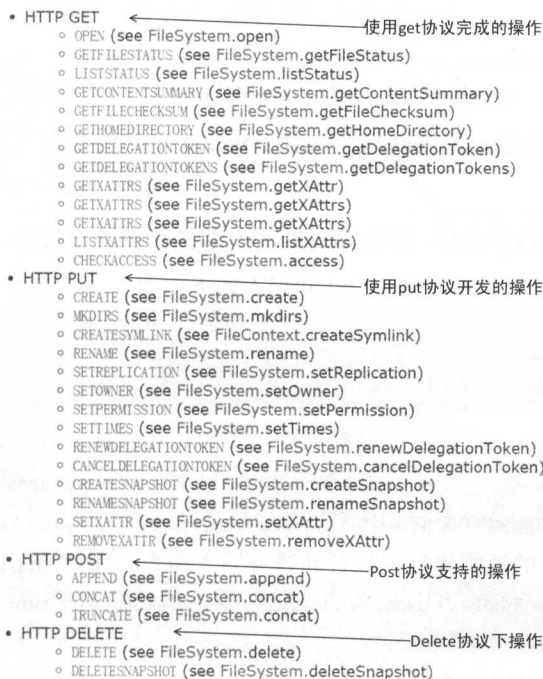 • HTTP GET 使用get协议完成的操作
◦ OPEN (see FileSystem.open)
◦ GETFILESTATUS (see FileSystem.getFileStatus)
◦ LISTSTATUS (see FileSystem.listStatus)
◦ GETCONTENTSUMMARY (see FileSystem.getContentSummary)
◦ GETFILECHECKSUM (see FileSystem.getFileChecksum)
◦ GETHOMEDIRECTORY (see FileSystem.getHomeDirectory)
◦ GETDELEGATIONTOKEN (see FileSystem.getDelegationToken)
◦ GETDELEGATIONTOKENS (see FileSystem.getDelegationTokens)
◦ GETXATTRS (see FileSystem.getXAttr)
◦ GETXATTRS (see FileSystem.getXAttrs)
◦ GETXATTRS (see FileSystem.getXAttrs)
◦ LISTXATTRS (see FileSystem.listXAttrs)
◦ CHECKACCESS (see FileSystem.access)
• HTTP PUT 使用put协议开发的操作
◦ CREATE (see FileSystem.create)
◦ MKDIRS (see FileSystem.mkdirs)
◦ CREATESYMLINK (see FileContext.createSymlink)
◦ RENAME (see FileSystem.rename)
◦ SETREPLICATION (see FileSystem.setReplication)
◦ SETOWNER (see FileSystem.setOwner)
◦ SETPERMISSION (see FileSystem.setPermission)
◦ SETTIMES (see FileSystem.setTimes)
◦ RENEWDELEGATIONTOKEN (see FileSystem.renewDelegationToken)
◦ CANCELDELEGATIONTOKEN (see FileSystem.cancelDelegationToken)
◦ CREATESNAPSHOT (see FileSystem.createSnapshot)
◦ RENAMESNAPSHOT (see FileSystem.renameSnapshot)
◦ SETXATTR (see FileSystem.setXAttr)
◦ REMOVEXATTR (see FileSystem.removeXAttr)
• HTTP POST Post协议支持的操作
◦ APPEND (see FileSystem.append)
◦ CONCAT (see FileSystem.concat)
◦ TRUNCATE (see FileSystem.concat)
• HTTP DELETE Delete协议下操作
◦ DELETE (see FileSystem.delete)
◦ DELETESNAPSHOT (see FileSystem.deleteSnapshot)